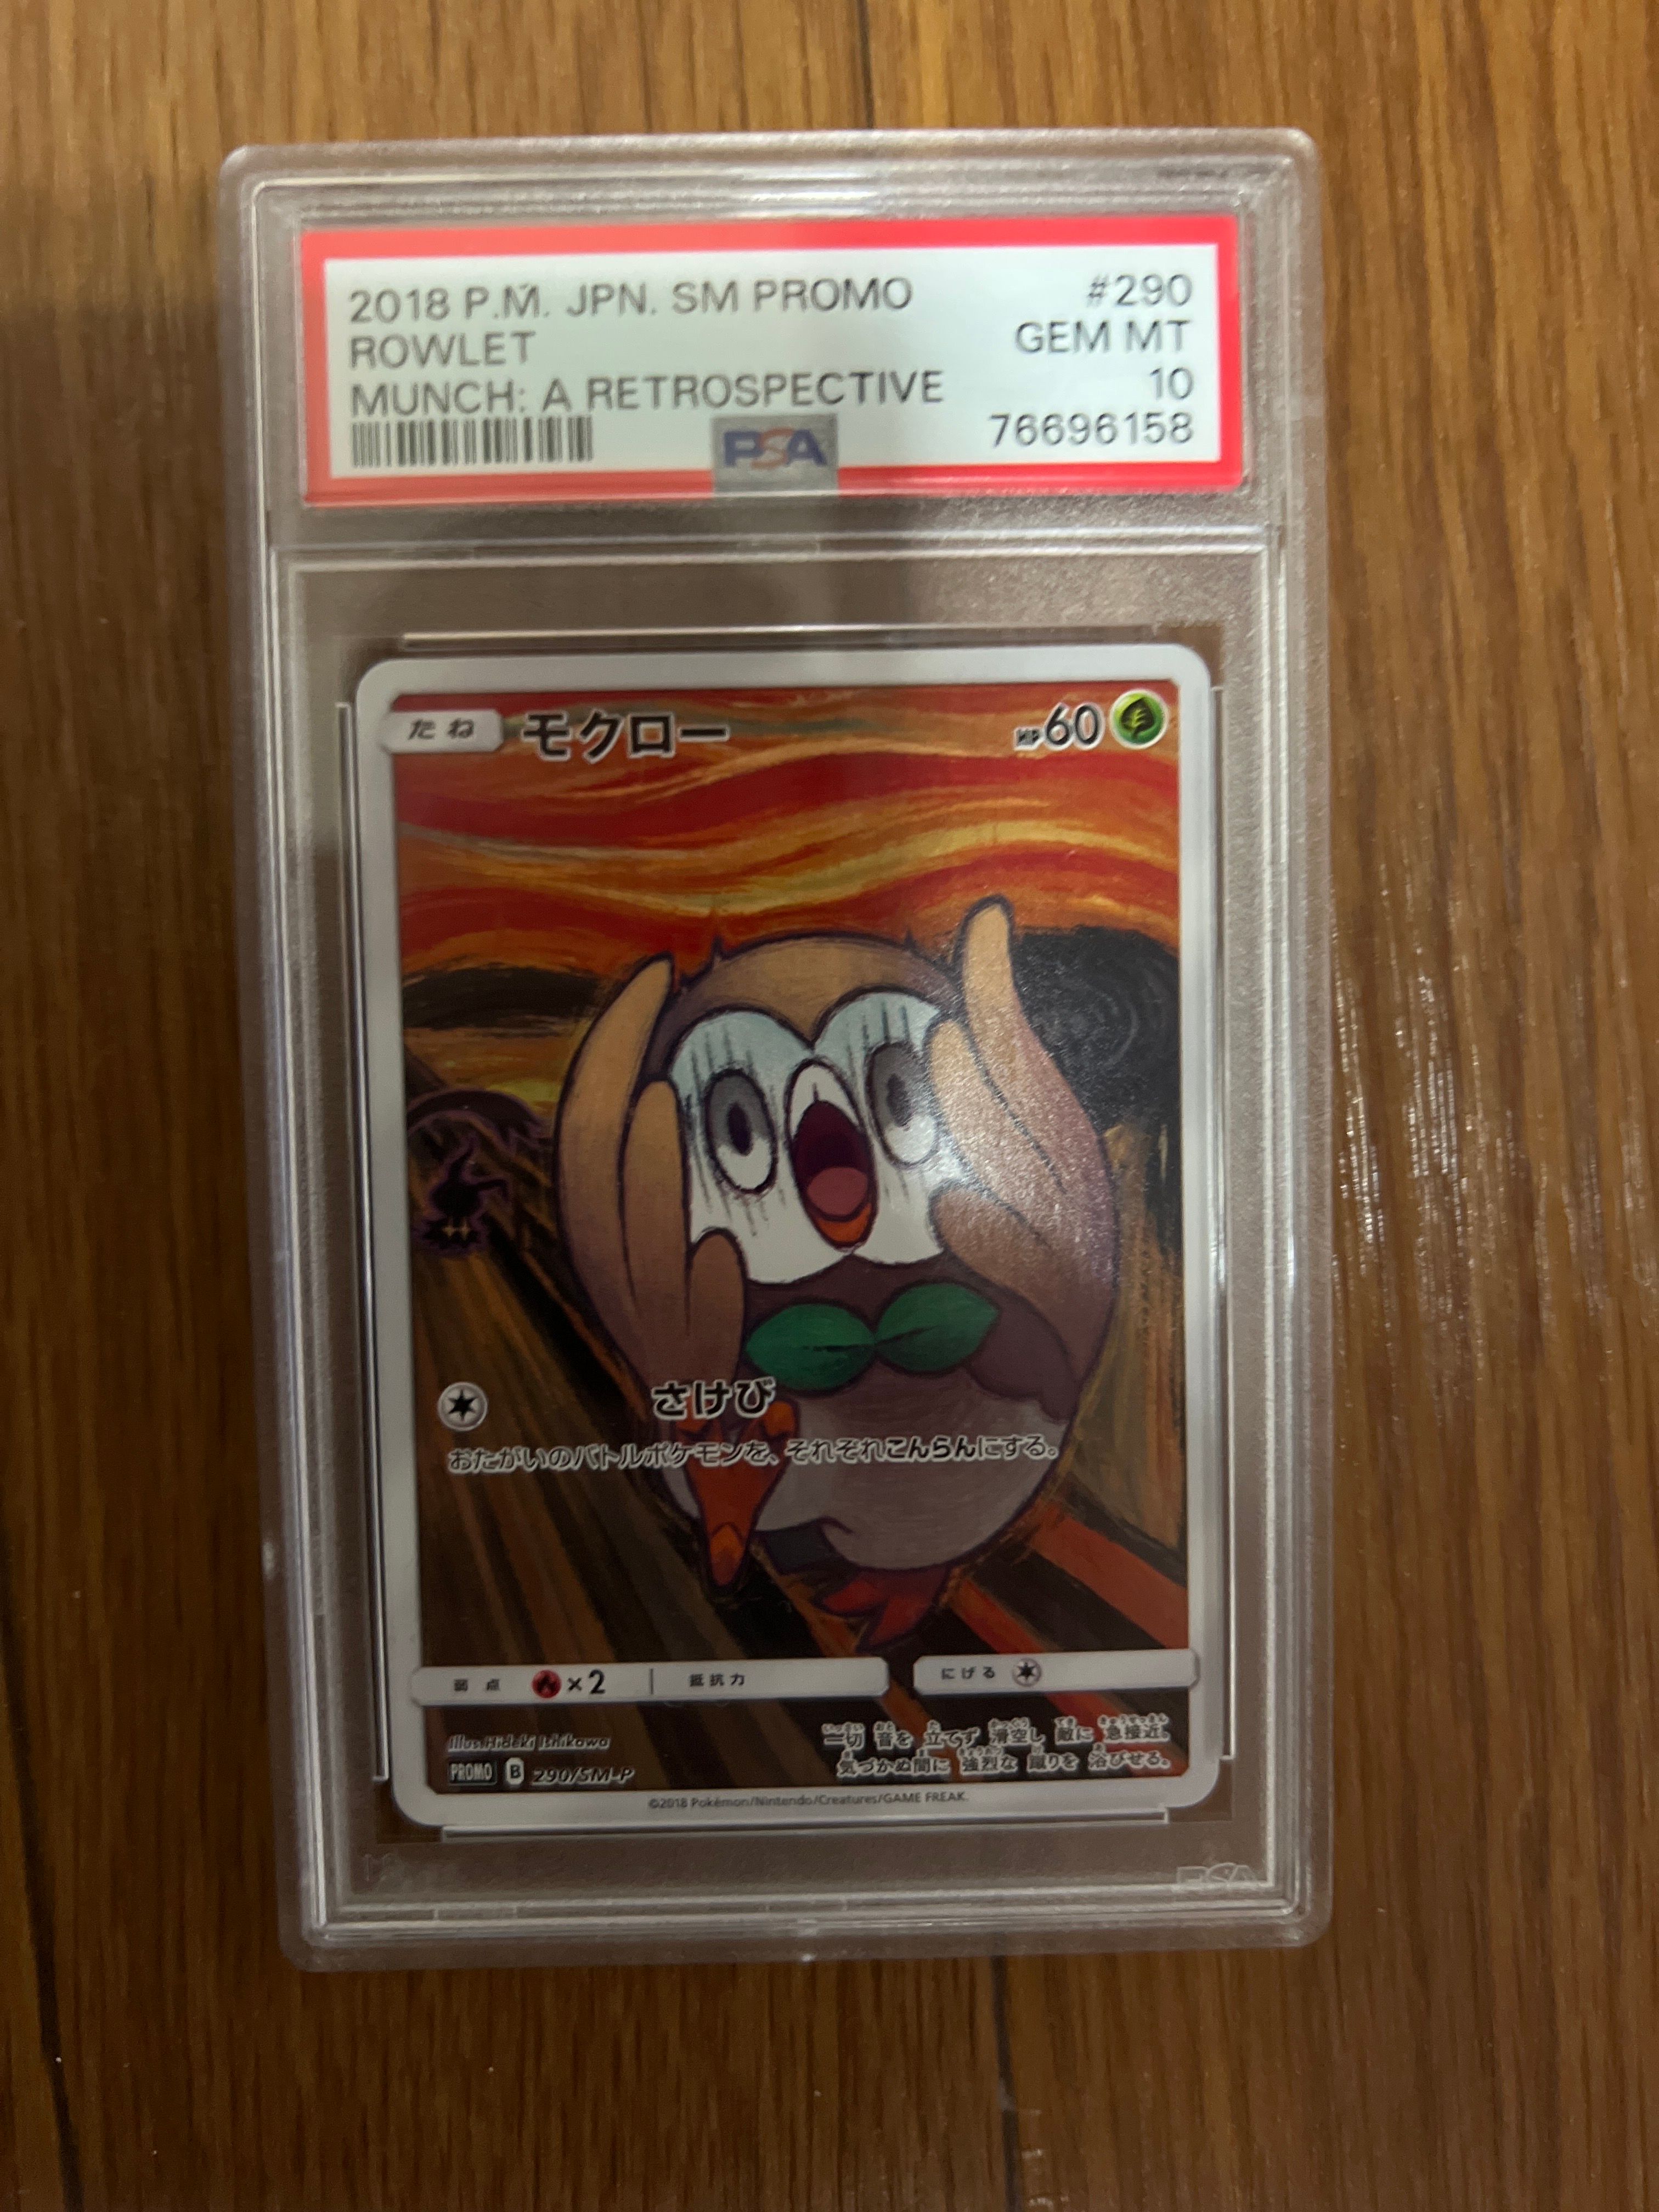 2018 P.M. JPN. SM PROMO #290
ROWLET GEM MT
MUNCH: A RETROSPECTIVE 10
PSA 76696158
たね モクロー HP60
さけび
おたがいのバトルポケモンを、それぞれこんらんにする。
弱点 ×2 抵抗力 にげる
Illus.Hideki Ishikawa
一切 音を 立てず 滑空し 敵に 急接近。
気づかぬ間に 強烈な 蹴りを 浴びせる。
PROMO B 290/SM-P
©2018 Pokémon/Nintendo/Creatures/GAME FREAK.
PSA